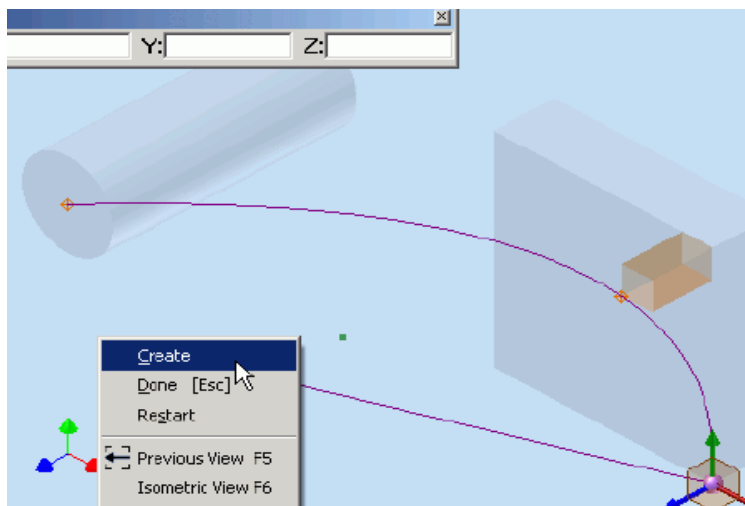 Y: Z:
Create
Done [Esc]
Restart
Previous View F5
Isometric View F6